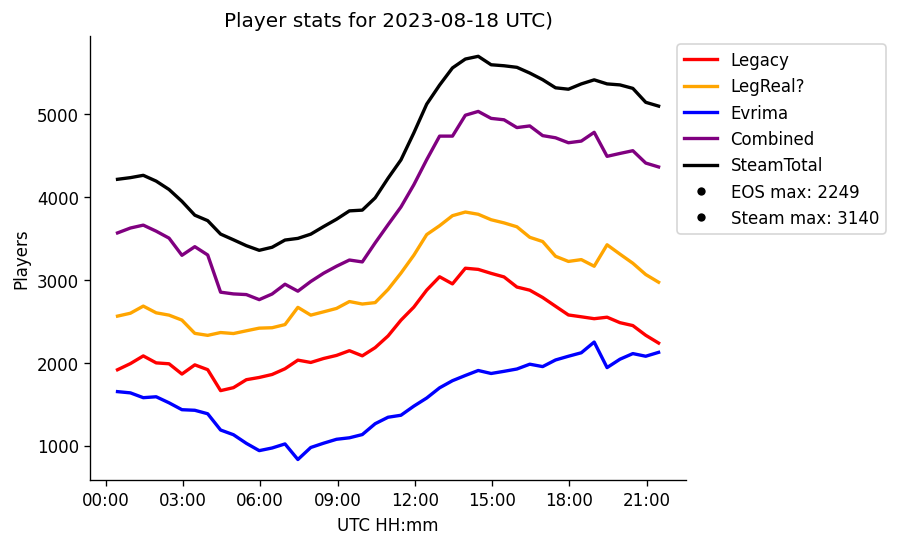 Player stats for 2023-08-18 UTC)
Legacy
LegReal?
Evrima
Combined
SteamTotal
EOS max: 2249
Steam max: 3140
Players
5000
4000
3000
2000
1000
00:00 03:00 06:00 09:00 12:00 15:00 18:00 21:00
UTC HH:mm